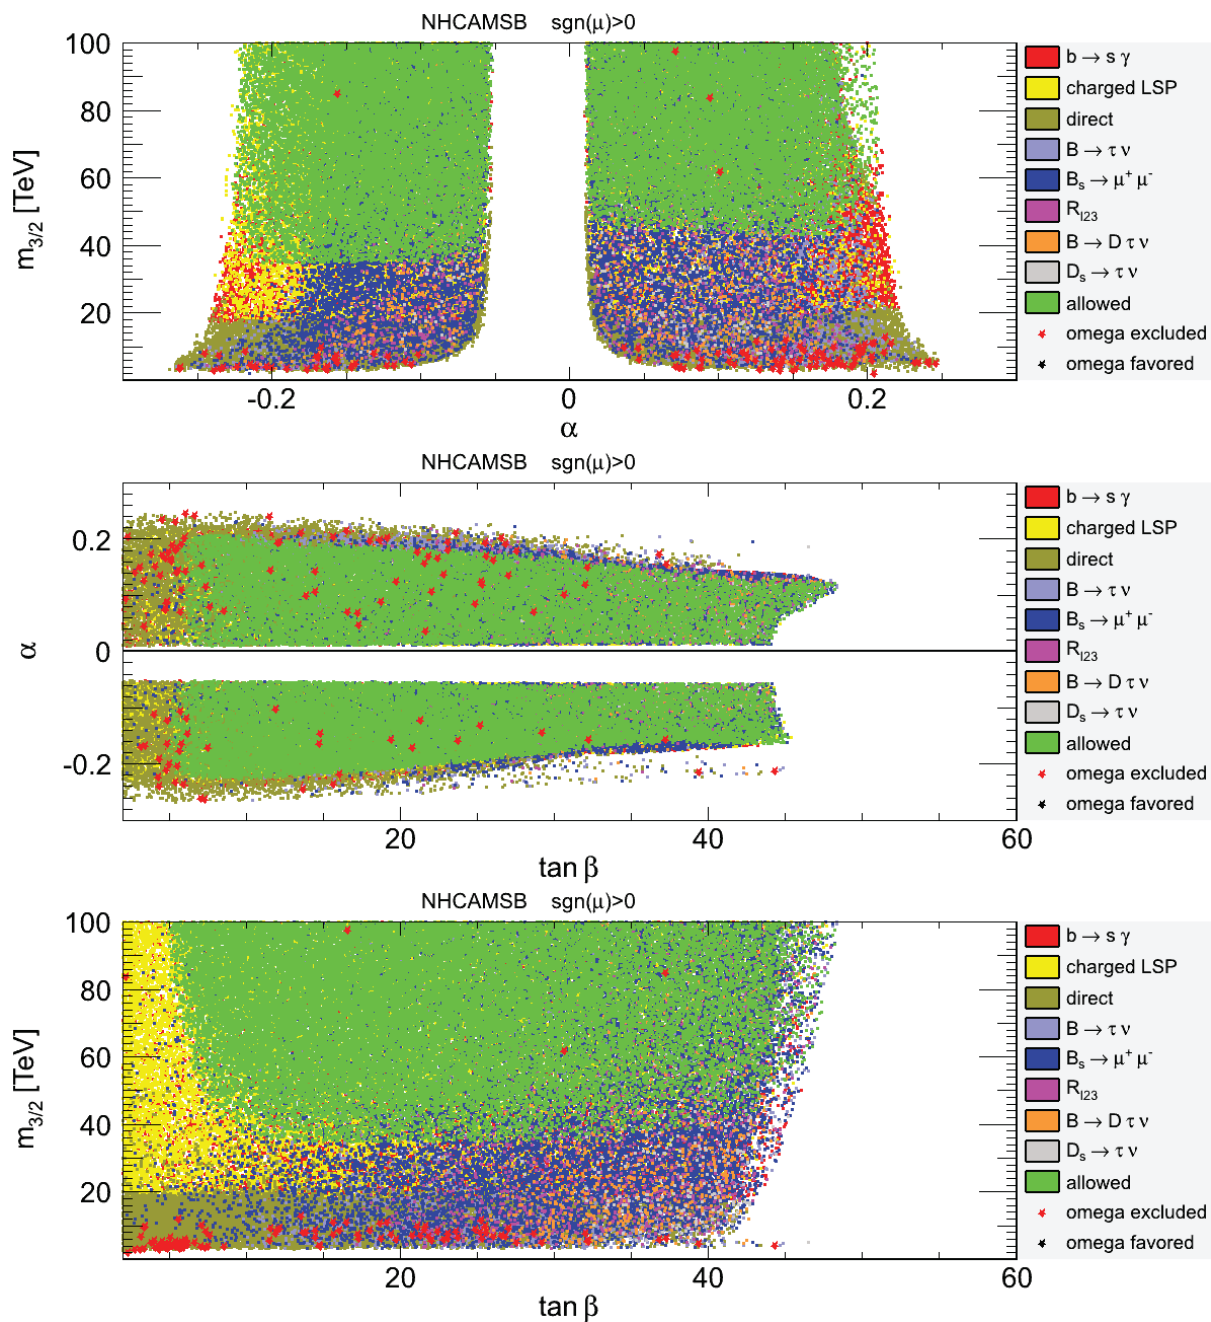 NHCAMSB sgn(μ)>0
100
80
60
40
20
m3/2 [TeV]
-0.2 0 0.2
α
b → s γ
charged LSP
direct
B → τ ν
Bs → μ+ μ-
Rl23
B → D τ ν
Ds → τ ν
allowed
omega excluded
omega favored
NHCAMSB sgn(μ)>0
0.2
0
-0.2
α
20 40 60
tan β
b → s γ
charged LSP
direct
B → τ ν
Bs → μ+ μ-
Rl23
B → D τ ν
Ds → τ ν
allowed
omega excluded
omega favored
NHCAMSB sgn(μ)>0
100
80
60
40
20
m3/2 [TeV]
20 40 60
tan β
b → s γ
charged LSP
direct
B → τ ν
Bs → μ+ μ-
Rl23
B → D τ ν
Ds → τ ν
allowed
omega excluded
omega favored